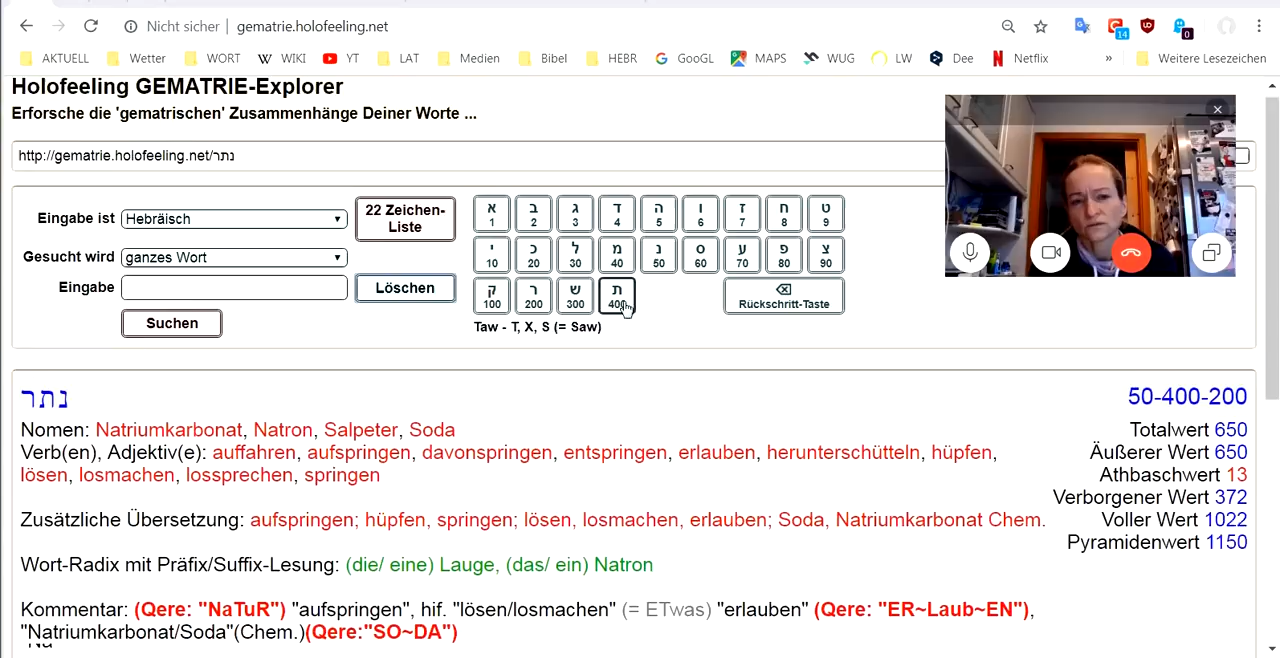 Nicht sicher | gematrie.holofeeling.net
14
0
AKTUELL Wetter WORT WIKI YT LAT Medien Bibel HEBR GooGL MAPS WUG LW Dee Netflix » Weitere Lesezeichen
Holofeeling GEMATRIE-Explorer
Erforsche die 'gematrischen' Zusammenhänge Deiner Worte ...
http://gematrie.holofeeling.net/נתר
Eingabe ist Hebräisch
22 Zeichen-
Liste
Gesucht wird ganzes Wort
Eingabe
Löschen
Suchen
א ב ג ד ה ו ז ח ט
1 2 3 4 5 6 7 8 9
י כ ל מ נ ס ע פ צ
10 20 30 40 50 60 70 80 90
ק ר ש ת
100 200 300 400 Rückschritt-Taste
Taw - T, X, S (= Saw)
נתר 50-400-200
Nomen: Natriumkarbonat, Natron, Salpeter, Soda
Totalwert 650
Verb(en), Adjektiv(e): auffahren, aufspringen, davonspringen, entspringen, erlauben, herunterschütteln, hüpfen,
Äußerer Wert 650
lösen, losmachen, lossprechen, springen
Athbaschwert 13
Verborgener Wert 372
Zusätzliche Übersetzung: aufspringen; hüpfen, springen; lösen, losmachen, erlauben; Soda, Natriumkarbonat Chem.
Voller Wert 1022
Pyramidenwert 1150
Wort-Radix mit Präfix/Suffix-Lesung: (die/ eine) Lauge, (das/ ein) Natron
Kommentar: (Qere: "NaTuR") "aufspringen", hif. "lösen/losmachen" (= ETwas) "erlauben" (Qere: "ER~Laub~EN"),
"Natriumkarbonat/Soda"(Chem.)(Qere:"SO~DA")